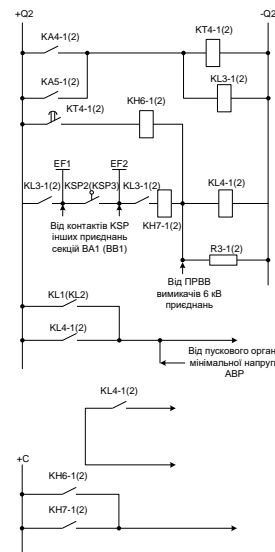 +Q2
-Q2
KA4-1(2)
KT4-1(2)
KA5-1(2)
KL3-1(2)
KT4-1(2)
KH6-1(2)
EF1
EF2
KL3-1(2)
KSP2(KSP3)
KL3-1(2)
KL4-1(2)
KH7-1(2)
Від контактів KSP
інших приєднань
секцій BA1 (BB1)
R3-1(2)
Від ПРВВ
вимикачів 6 кВ
приєднань
KL1(KL2)
KL4-1(2)
Від пускового орган
мінімальної напруги
АВР
KL4-1(2)
+C
KH6-1(2)
KH7-1(2)